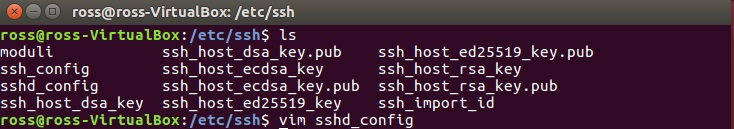 ross@ross-VirtualBox: /etc/ssh
ross@ross-VirtualBox:/etc/ssh$ ls
moduli ssh_host_dsa_key.pub ssh_host_ed25519_key.pub
ssh_config ssh_host_ecdsa_key ssh_host_rsa_key
sshd_config ssh_host_ecdsa_key.pub ssh_host_rsa_key.pub
ssh_host_dsa_key ssh_host_ed25519_key ssh_import_id
ross@ross-VirtualBox:/etc/ssh$ vim sshd_config